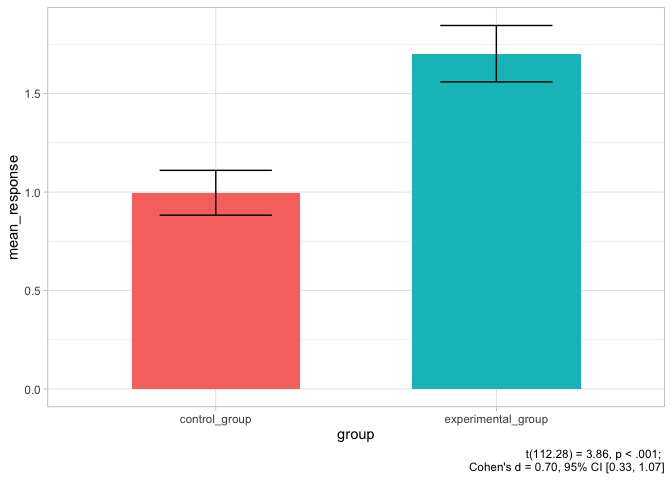 mean_response
1.5
1.0
0.5
0.0
control_group
experimental_group
group
t(112.28) = 3.86, p < .001;
Cohen's d = 0.70, 95% CI [0.33, 1.07]